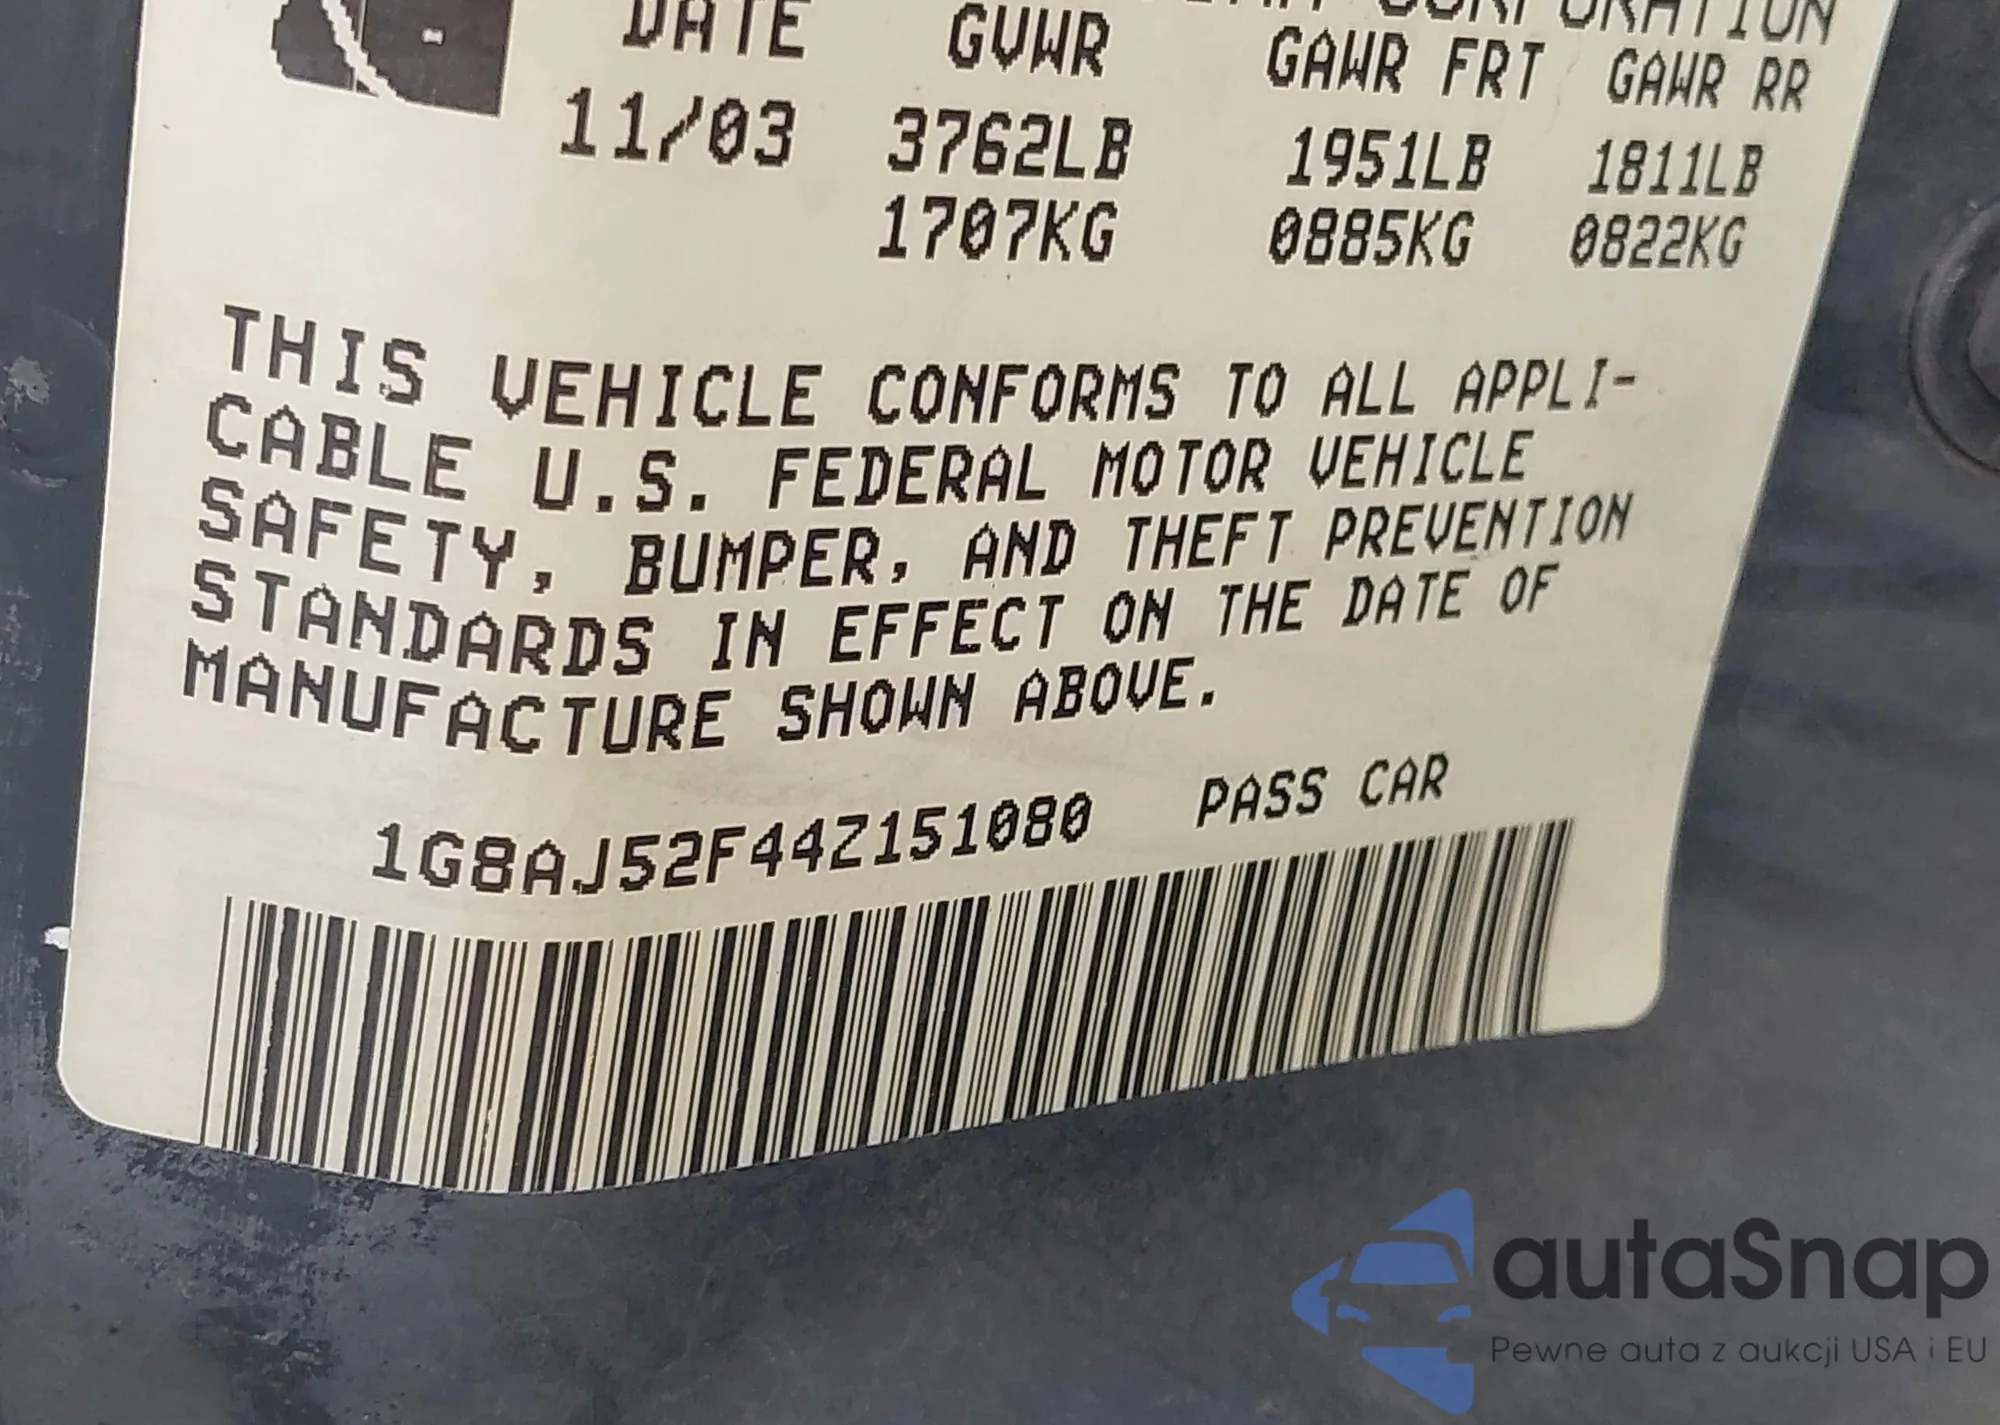 CORPORATION
DATE GVWR GAWR FRT GAWR RR
11/03 3762LB 1951LB 1811LB
1707KG 0885KG 0822KG
THIS VEHICLE CONFORMS TO ALL APPLI-
CABLE U.S. FEDERAL MOTOR VEHICLE
SAFETY, BUMPER, AND THEFT PREVENTION
STANDARDS IN EFFECT ON THE DATE OF
MANUFACTURE SHOWN ABOVE.
1G8AJ52F44Z151080 PASS CAR
autaSnap
Pewne auta z aukcji USA i EU